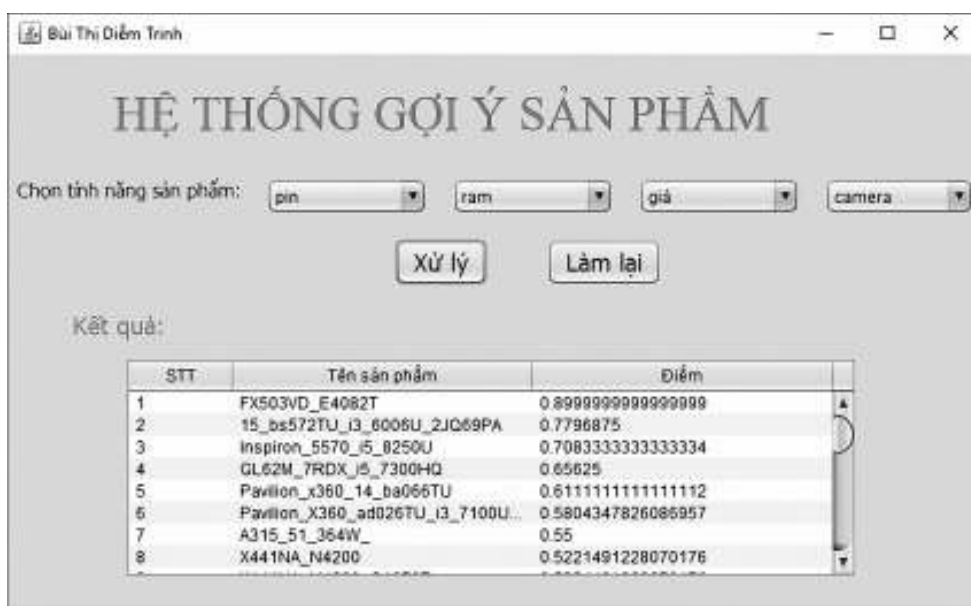 Bùi Thị Diễm Trinh
HỆ THỐNG GỢI Ý SẢN PHẨM
Chọn tính năng sản phẩm: pin ram giá camera
Xử lý Làm lại
Kết quả:
STT Tên sản phẩm Điểm
1 FX503VD_E4082T 0.8999999999999999
2 15_bs572TU_i3_6006U_2JQ69PA 0.7796875
3 Inspiron_5570_i5_8250U 0.7083333333333334
4 GL62M_7RDX_i5_7300HQ 0.65625
5 Pavilion_x360_14_ba066TU 0.6111111111111112
6 Pavilion_X360_ad026TU_i3_7100U... 0.5804347826086957
7 A315_51_364W_ 0.55
8 X441NA_N4200 0.5221491228070176